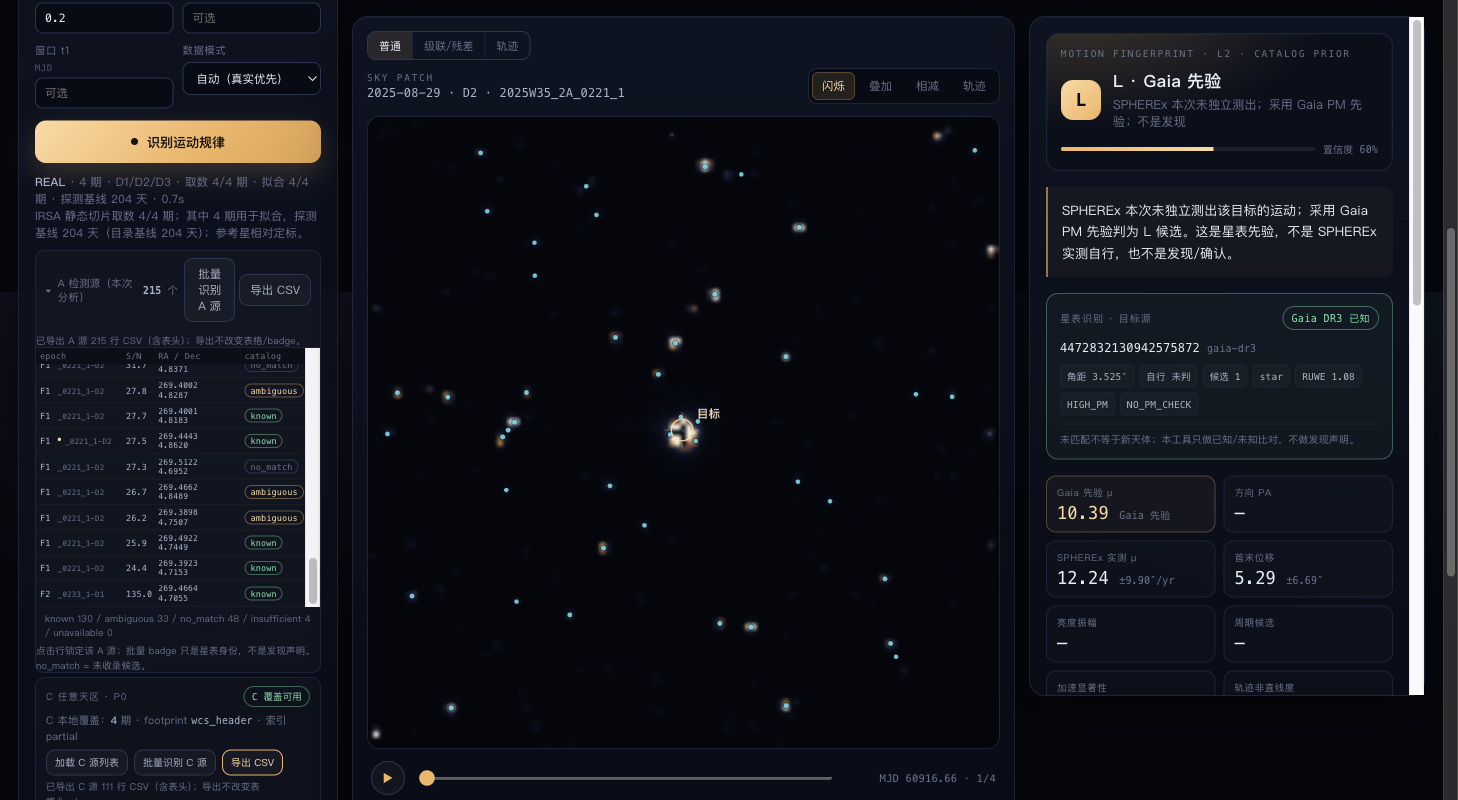 0.2
可选
窗口 t1
MJD
可选
数据模式
自动（真实优先）
识别运动规律
REAL · 4 期 · D1/D2/D3 · 取数 4/4 期 · 拟合 4/4
期 · 探测基线 204 天 · 0.7s
IRSA 静态切片取数 4/4 期；其中 4 期用于拟合，探测
基线 204 天（目录基线 204 天）；参考星相对定标。
A 检测源（本次
分析）
215 个
批量
识别
A 源
导出 CSV
已导出 A 源 215 行 CSV（含表头）；导出不改变表格/badge。
epoch S/N RA / Dec catalog
F1 _0221_1-D2 31.7 4.8371 no_match
F1 _0221_1-D2 27.8 269.4002 ambiguous
4.8287
F1 _0221_1-D2 27.7 269.4001 known
4.8183
F1 _0221_1-D2 27.5 269.4443 known
4.8620
F1 _0221_1-D2 27.3 269.5122 no_match
4.6952
F1 _0221_1-D2 26.7 269.4662 ambiguous
4.8489
F1 _0221_1-D2 26.2 269.3898 ambiguous
4.7507
F1 _0221_1-D2 25.9 269.4922 known
4.7449
F1 _0221_1-D2 24.4 269.3923 known
4.7153
F2 _0233_1-D1 135.0 269.4664 known
4.7055
known 130 / ambiguous 33 / no_match 48 / insufficient 4
/ unavailable 0
点击行锁定该 A 源；批量 badge 只是星表身份，不是发现声明。
no_match = 未收录候选。
C 任意天区 · P0
C 覆盖可用
C 本地覆盖：4 期 · footprint wcs_header · 索引
partial
加载 C 源列表
批量识别 C 源
导出 CSV
已导出 C 源 111 行 CSV（含表头）；导出不改变表
普通
级联/残差
轨迹
SKY PATCH
2025-08-29 · D2 · 2025W35_2A_0221_1
闪烁
叠加
相减
轨迹
目标
MJD 60916.66 · 1/4
MOTION FINGERPRINT · L2 · CATALOG PRIOR
L
L · Gaia 先验
SPHEREx 本次未独立测出；采用 Gaia PM 先
验；不是发现
置信度 60%
SPHEREx 本次未独立测出该目标的运动；采用 Gaia
PM 先验判为 L 候选。这是星表先验，不是 SPHEREx
实测自行，也不是发现/确认。
星表识别 · 目标源
Gaia DR3 已知
4472832130942575872 gaia-dr3
角距 3.525″
自行 未判
候选 1
star
RUWE 1.08
HIGH_PM
NO_PM_CHECK
未匹配不等于新天体；本工具只做已知/未知比对，不做发现声明。
Gaia 先验 μ
10.39 Gaia 先验
方向 PA
—
SPHEREx 实测 μ
12.24 ±9.90″/yr
首末位移
5.29 ±6.69″
亮度振幅
—
周期候选
—
加速显著性
轨迹非直线度